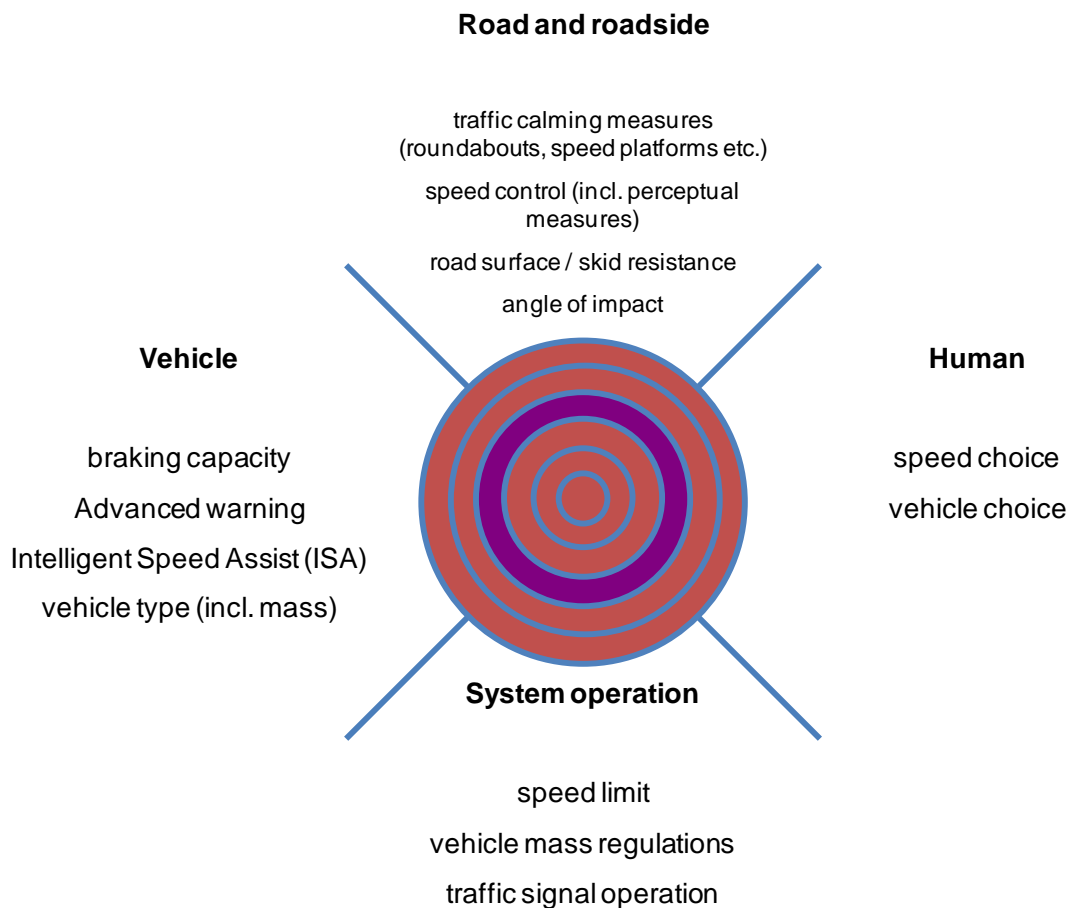 Road and roadside
traffic calming measures
(roundabouts, speed platforms etc.)
speed control (incl. perceptual
measures)
road surface / skid resistance
angle of impact
Vehicle
braking capacity
Advanced warning
Intelligent Speed Assist (ISA)
vehicle type (incl. mass)
Human
speed choice
vehicle choice
System operation
speed limit
vehicle mass regulations
traffic signal operation